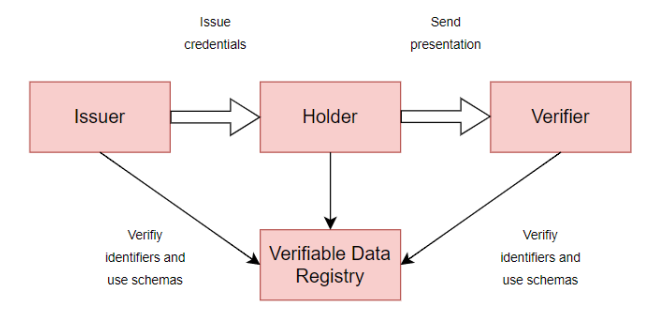 Issue
credentials
Send
presentation
Issuer
Holder
Verifier
Verifiy
identifiers and
use schemas
Verifiable Data
Registry
Verifiy
identifiers and
use schemas